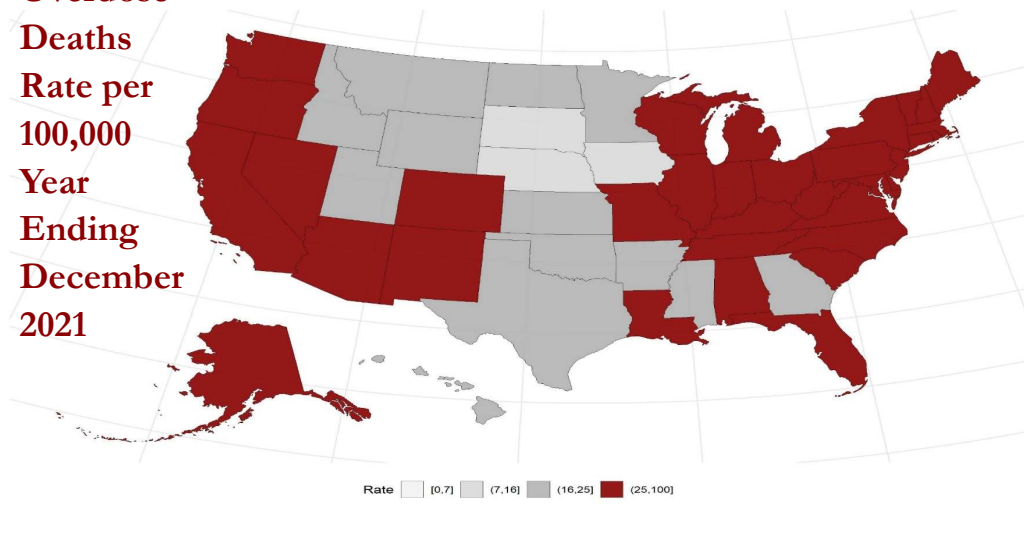 Deaths
Rate per
100,000
Year
Ending
December
2021
Rate [0,7] (7,16] (16,25] (25,100]